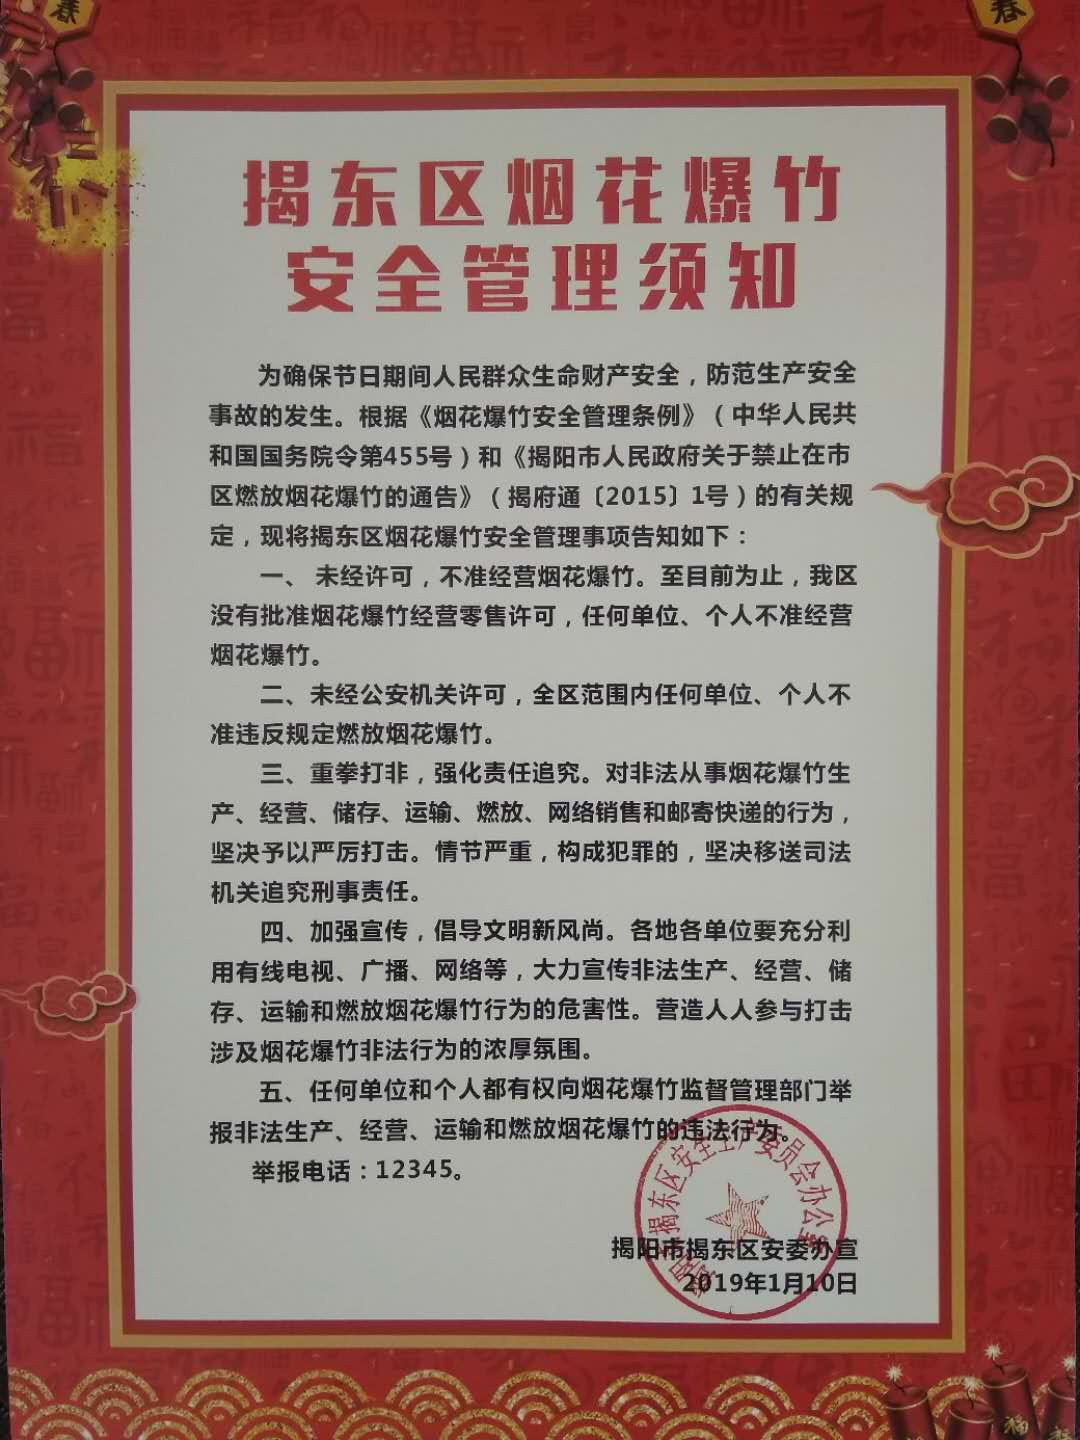 春
春
揭东区烟花爆竹
安全管理须知
为确保节日期间人民群众生命财产安全，防范生产安全
事故的发生。根据《烟花爆竹安全管理条例》（中华人民共
和国国务院令第455号）和《揭阳市人民政府关于禁止在市
区燃放烟花爆竹的通告》（揭府通〔2015〕1号）的有关规
定，现将揭东区烟花爆竹安全管理事项告知如下：
一、 未经许可，不准经营烟花爆竹。至目前为止，我区
没有批准烟花爆竹经营零售许可，任何单位、个人不准经营
烟花爆竹。
二、未经公安机关许可，全区范围内任何单位、个人不
准违反规定燃放烟花爆竹。
三、重拳打非，强化责任追究。对非法从事烟花爆竹生
产、经营、储存、运输、燃放、网络销售和邮寄快递的行为，
坚决予以严厉打击。情节严重，构成犯罪的，坚决移送司法
机关追究刑事责任。
四、加强宣传，倡导文明新风尚。各地各单位要充分利
用有线电视、广播、网络等，大力宣传非法生产、经营、储
存、运输和燃放烟花爆竹行为的危害性。营造人人参与打击
涉及烟花爆竹非法行为的浓厚氛围。
五、任何单位和个人都有权向烟花爆竹监督管理部门举
报非法生产、经营、运输和燃放烟花爆竹的违法行为。
举报电话：12345。
揭阳市揭东区安全生产委员会办公室
揭阳市揭东区安委办宣
2019年1月10日